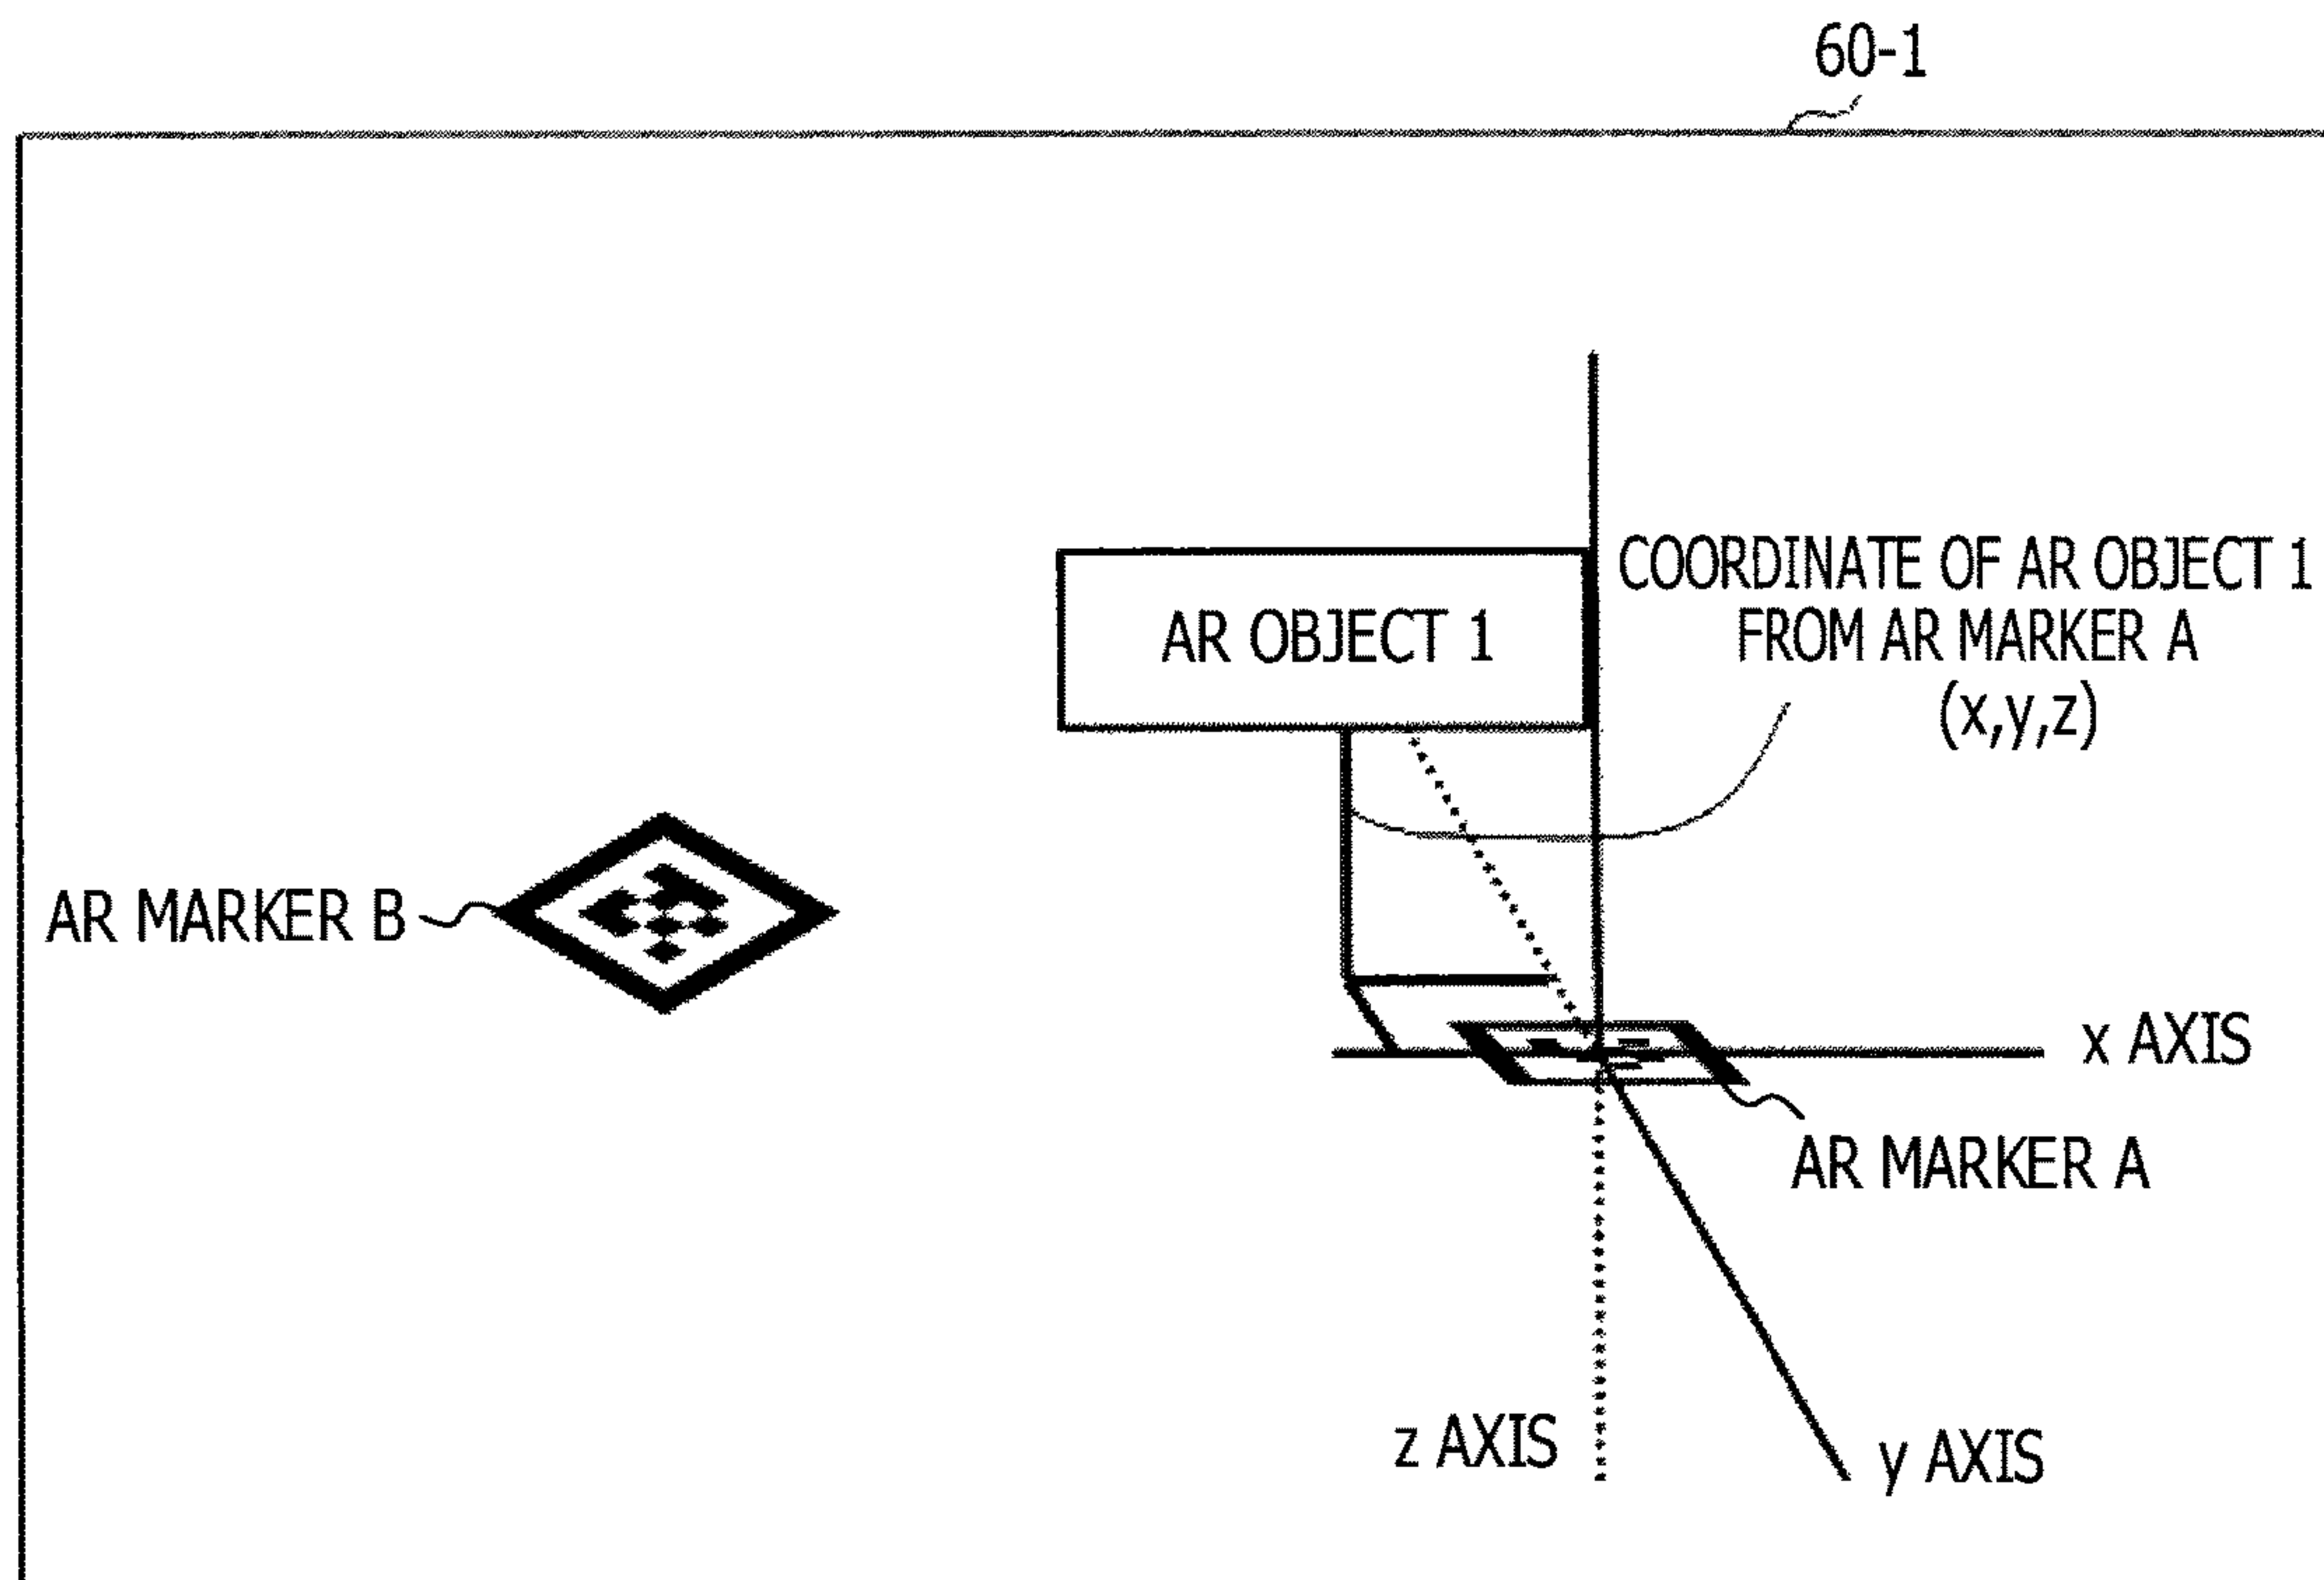 60-1
COORDINATE OF AR OBJECT 1
FROM AR MARKER A
(x,y,z)
AR OBJECT 1
AR MARKER B
x AXIS
AR MARKER A
z AXIS
y AXIS